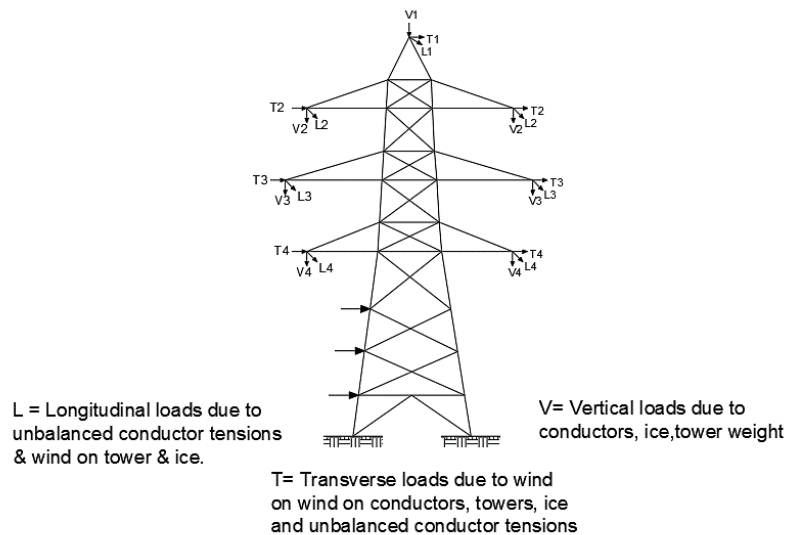 V1
T1
L1
T2
V2
L2
T2
L2
V2
T3
V3
L3
T3
L3
V3
T4
V4
L4
T4
L4
V4
L = Longitudinal loads due to
unbalanced conductor tensions
& wind on tower & ice.
V= Vertical loads due to
conductors, ice,tower weight
T= Transverse loads due to wind
on wind on conductors, towers, ice
and unbalanced conductor tensions